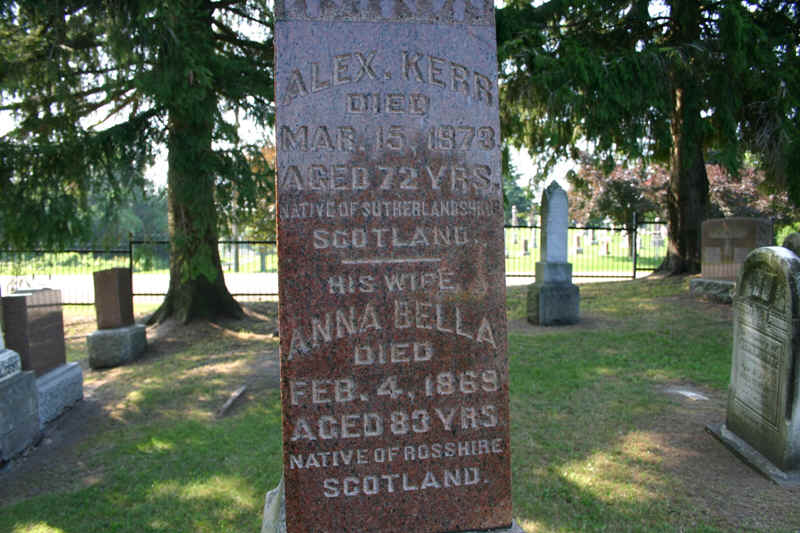 ALEX. KERR
DIED
MAR. 15, 1873.
AGED 72 YRS.
NATIVE OF SUTHERLANDSHIRE
SCOTLAND.
HIS WIFE
ANNA BELLA
DIED
FEB. 4, 1869
AGED 83 YRS.
NATIVE OF ROSSHIRE
SCOTLAND.